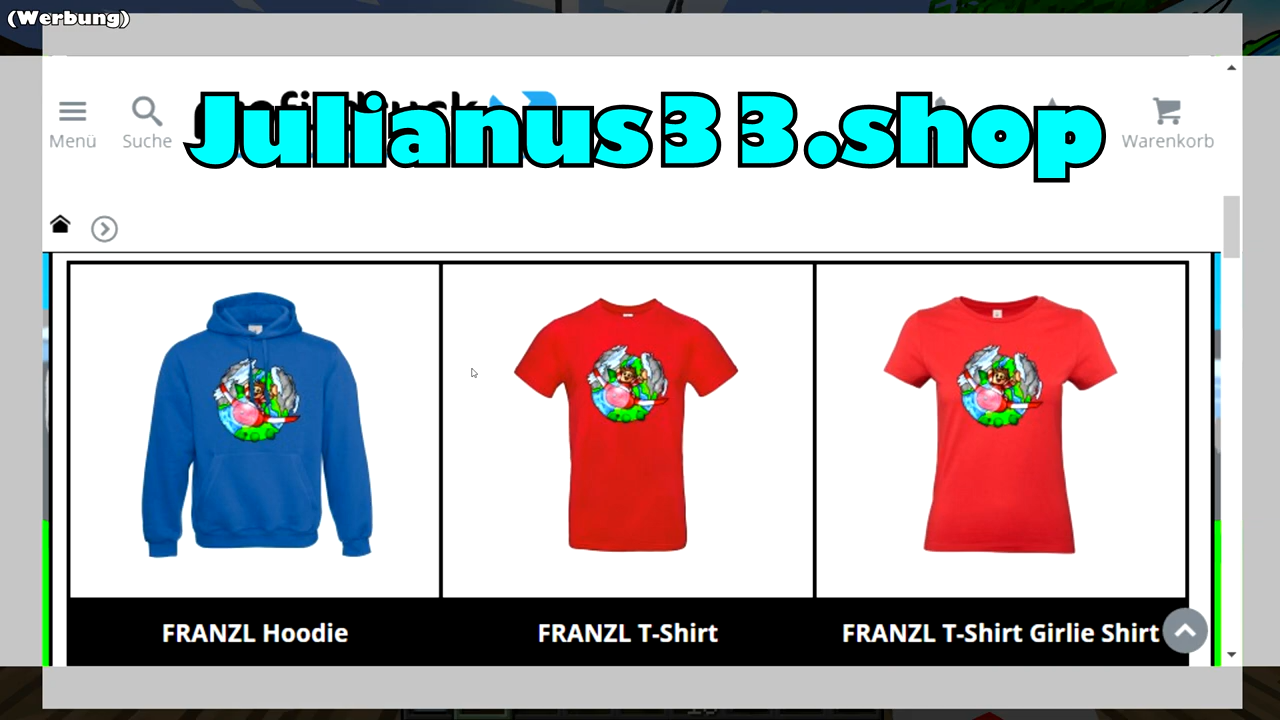 (Werbung)
Julianus33.shop
Menü
Suche
Warenkorb
FRANZL Hoodie
FRANZL T-Shirt
FRANZL T-Shirt Girlie Shirt